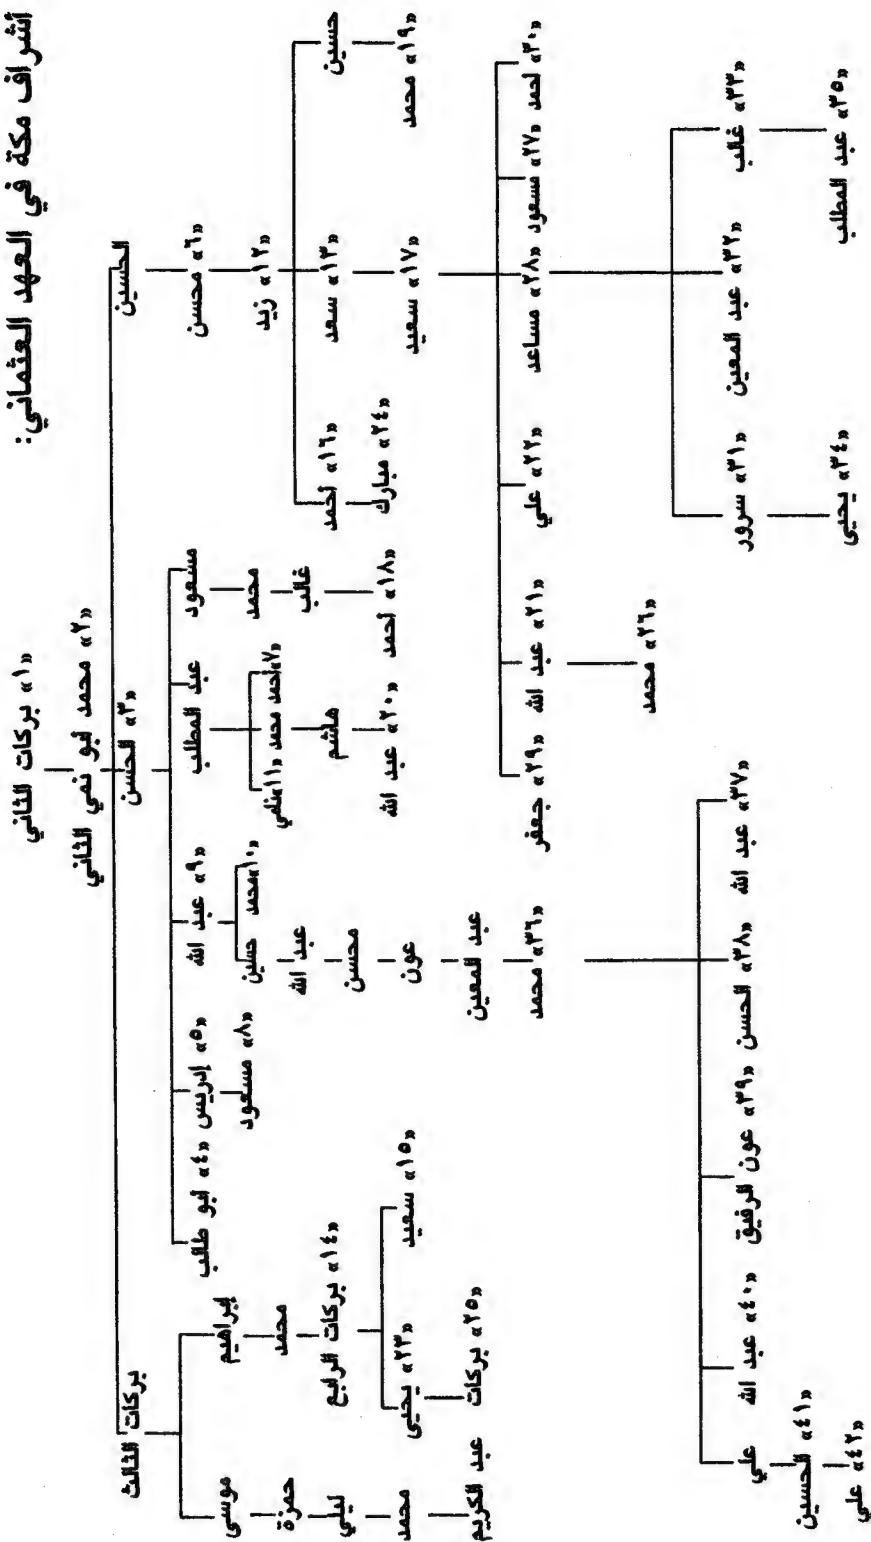 أشراف مكة في العهد العثماني:
«١» بركات الثاني
«٢» محمد أبو نمي الثاني
الحسين «٣» الحسن بركات الثالث
«٦» محسن مسعود عبد المطلب «٩» عبد الله «٥» إدريس «٤» أبو طالب إبراهيم موسى
«١٢» زيد محمد «٧» أحمد محمد «١١» نامي «١٠» محمد حسين «٨» مسعود محمد حمزة
حسين «١٣» سعد «١٦» أحمد غالب هاشم عبد الله «١٤» بركات الرابع ليلي
«١٩» محمد «١٧» سعيد «٢٤» مبارك «١٨» أحمد «٢٠» عبد الله محسن عون «١٥» سعيد «٢٣» يحيى محمد
عبد المعين «٢٥» بركات عبد الكريم
«٣٠» أحمد «٢٧» مسعود «٢٨» مساعد «٢٢» علي «٢١» عبد الله «٢٩» جعفر «٣٦» محمد
«٢٦» محمد
«٣٣» غالب «٣٢» عبد المعين «٣١» سرور «٣٧» عبد الله «٣٨» الحسن «٣٩» عون الرفيق «٤٠» عبد الله علي
«٤١» الحسين
«٣٥» عبد المطلب «٣٤» يحيى «٤٢» علي